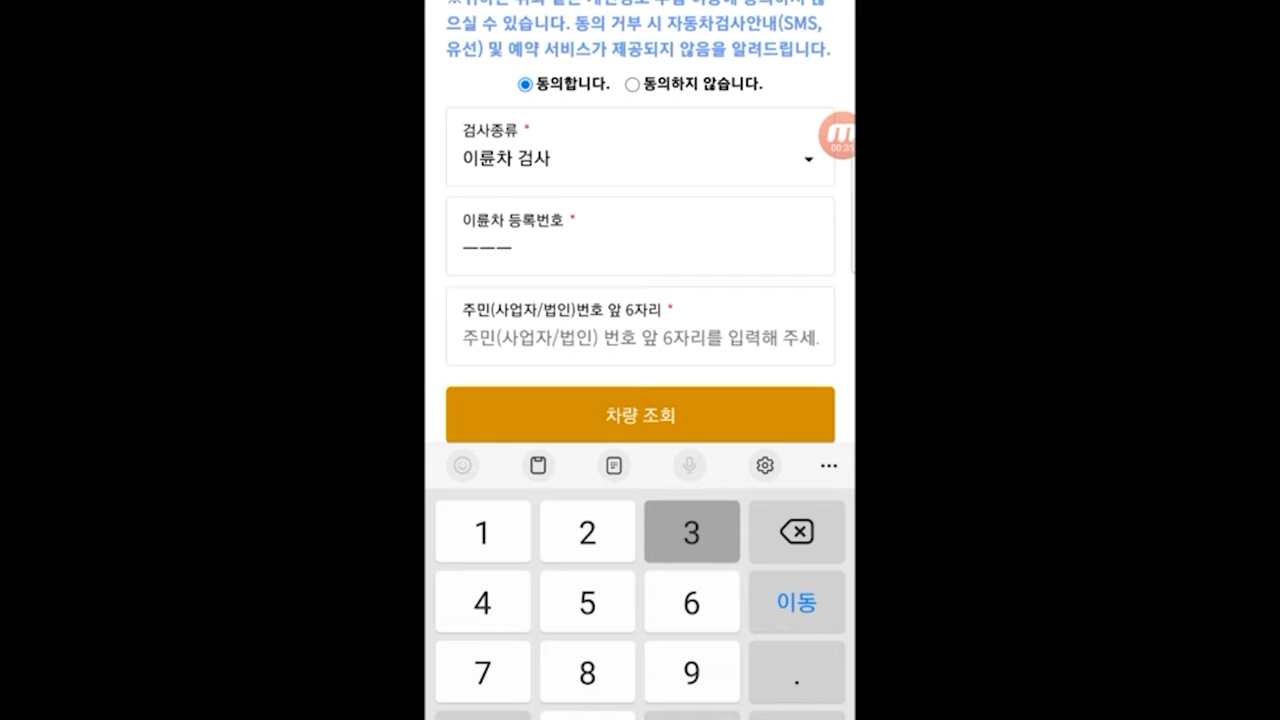 으실 수 있습니다. 동의 거부 시 자동차검사안내(SMS,
유선) 및 예약 서비스가 제공되지 않음을 알려드립니다.
동의합니다. 동의하지 않습니다.
검사종류 *
이륜차 검사
이륜차 등록번호 *
ㅡㅡㅡ
주민(사업자/법인)번호 앞 6자리 *
주민(사업자/법인) 번호 앞 6자리를 입력해 주세.
차량 조회
1 2 3
4 5 6 이동
7 8 9 .